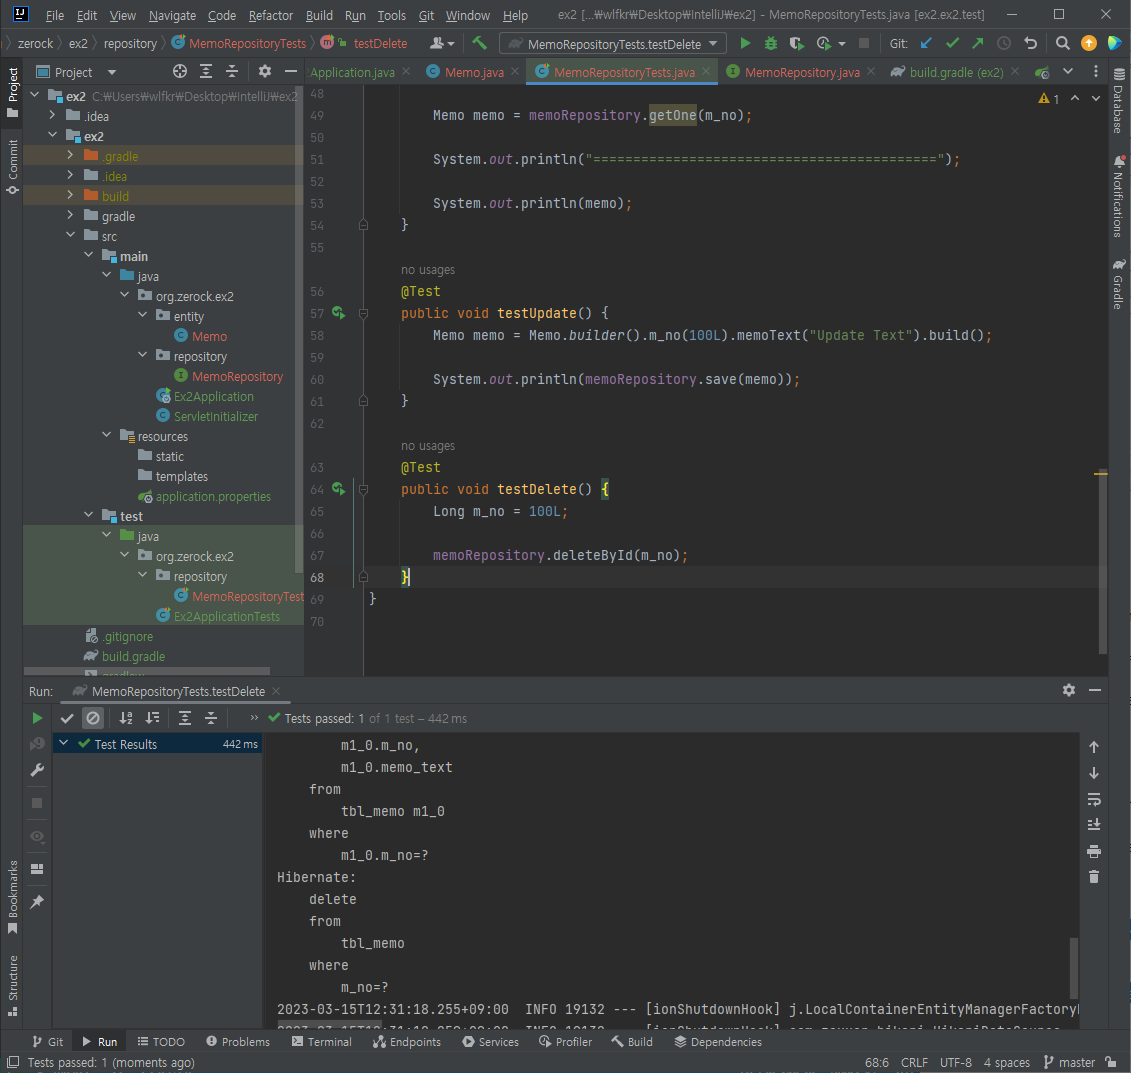 File Edit View Navigate Code Refactor Build Run Tools Git Window Help ex2 [...₩wlfkr₩Desktop₩IntelliJ₩ex2] - MemoRepositoryTests.java [ex2.ex2.test]
zerock ex2 repository MemoRepositoryTests testDelete MemoRepositoryTests.testDelete Git:
Project Application.java Memo.java MemoRepositoryTests.java MemoRepository.java build.gradle (ex2)
Project
Commit
Bookmarks
Structure
Database
Notifications
Gradle
ex2 C:₩Users₩wlfkr₩Desktop₩IntelliJ₩ex2
.idea
ex2
.gradle
.idea
build
gradle
src
main
java
org.zerock.ex2
entity
Memo
repository
MemoRepository
Ex2Application
ServletInitializer
resources
static
templates
application.properties
test
java
org.zerock.ex2
repository
MemoRepositoryTest
Ex2ApplicationTests
.gitignore
build.gradle
gradlew
1
48
49 Memo memo = memoRepository.getOne(m_no);
50
51 System.out.println("===========================================");
52
53 System.out.println(memo);
54 }
55
no usages
56 @Test
57 public void testUpdate() {
58 Memo memo = Memo.builder().m_no(100L).memoText("Update Text").build();
59
60 System.out.println(memoRepository.save(memo));
61 }
62
no usages
63 @Test
64 public void testDelete() {
65 Long m_no = 100L;
66
67 memoRepository.deleteById(m_no);
68 }
69 }
70
Run: MemoRepositoryTests.testDelete
Tests passed: 1 of 1 test – 442 ms
Test Results 442 ms
m1_0.m_no,
m1_0.memo_text
from
tbl_memo m1_0
where
m1_0.m_no=?
Hibernate:
delete
from
tbl_memo
where
m_no=?
2023-03-15T12:31:18.255+09:00 INFO 19132 --- [ionShutdownHook] j.LocalContainerEntityManagerFactory
Git Run TODO Problems Terminal Endpoints Services Profiler Build Dependencies
Tests passed: 1 (moments ago) 68:6 CRLF UTF-8 4 spaces master